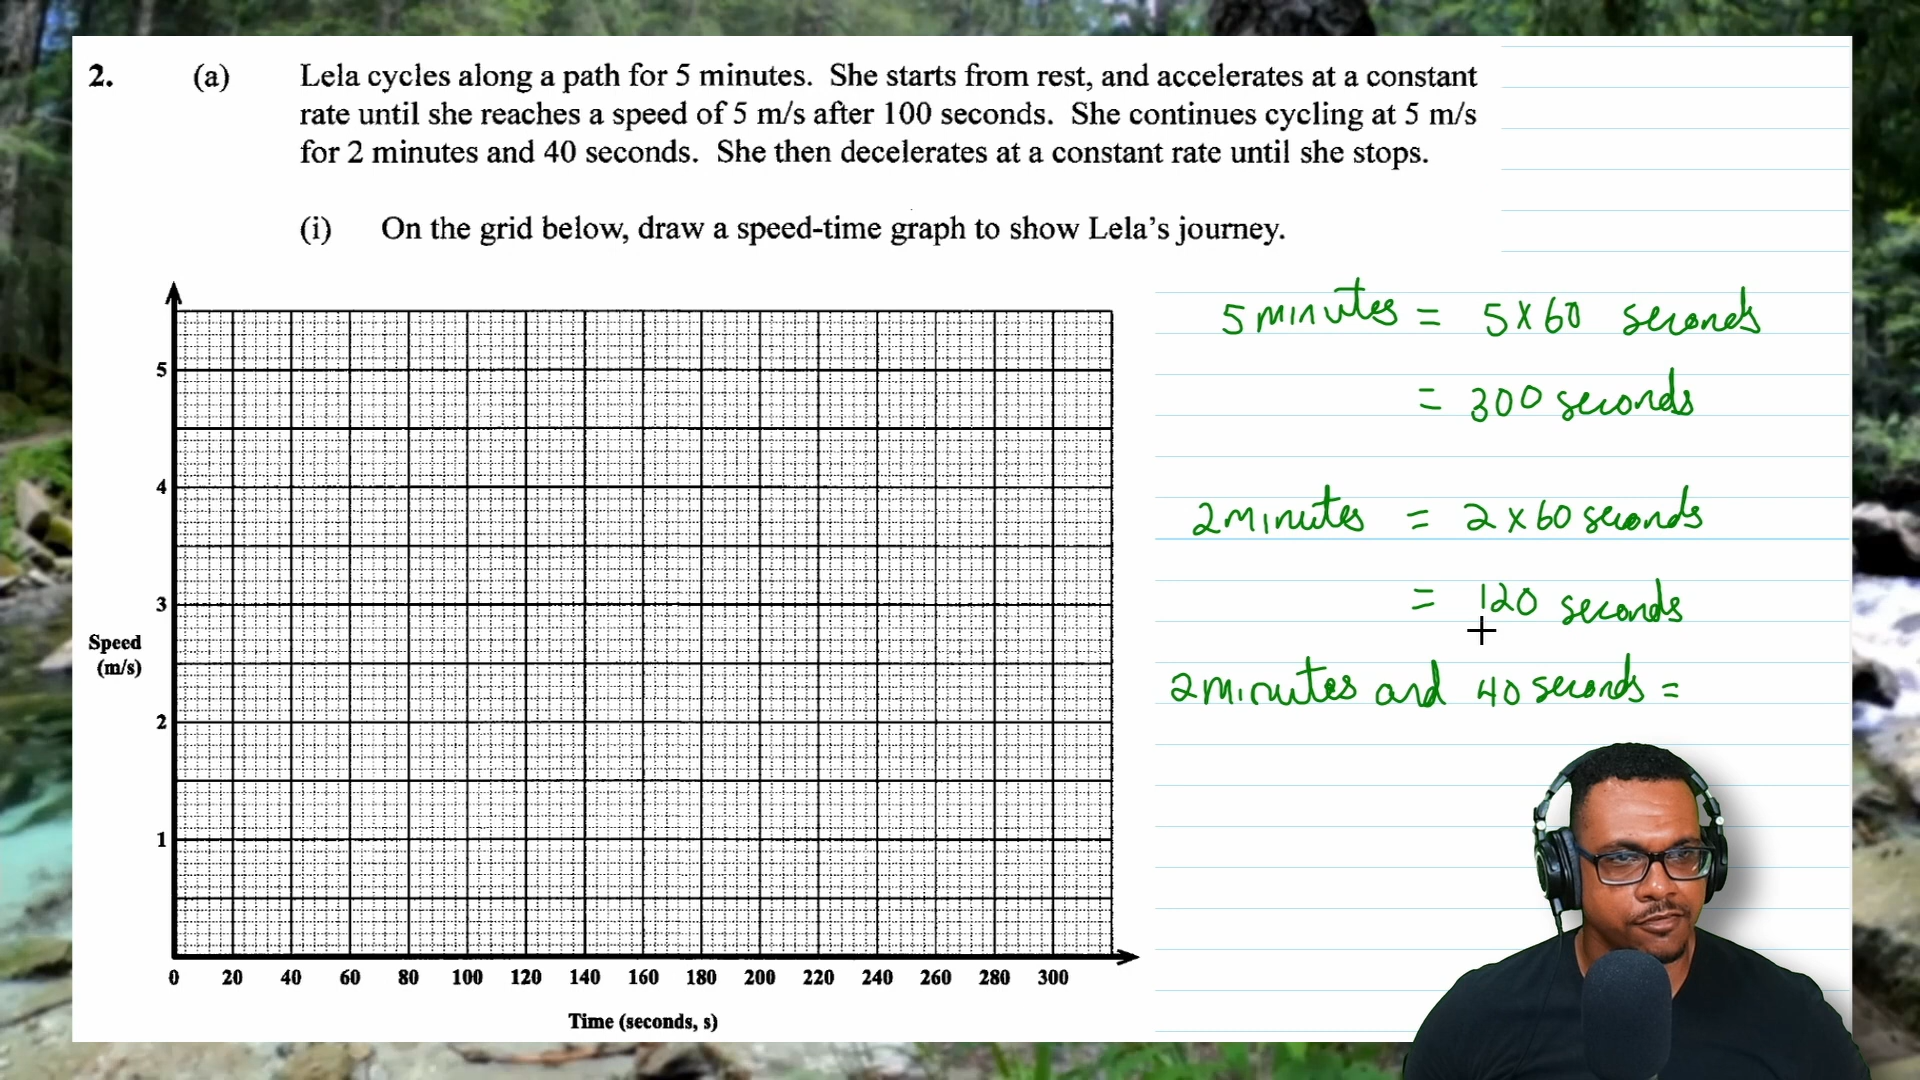 2. (a) Lela cycles along a path for 5 minutes. She starts from rest, and accelerates at a constant
rate until she reaches a speed of 5 m/s after 100 seconds. She continues cycling at 5 m/s
for 2 minutes and 40 seconds. She then decelerates at a constant rate until she stops.
(i) On the grid below, draw a speed-time graph to show Lela's journey.
5
4
3
2
1
Speed
(m/s)
0 20 40 60 80 100 120 140 160 180 200 220 240 260 280 300
Time (seconds, s)
5 minutes = 5 x 60 seconds
= 300 seconds
2 minutes = 2 x 60 seconds
= 120 seconds
2 minutes and 40 seconds =